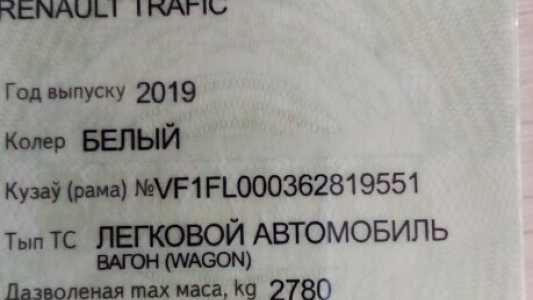 RENAULT TRAFIC
Год выпуску 2019
Колер БЕЛЫЙ
Кузаў (рама) №VF1FL000362819551
Тып ТС ЛЕГКОВОЙ АВТОМОБИЛЬ
ВАГОН (WAGON)
Дазволеная max маса, kg 2780